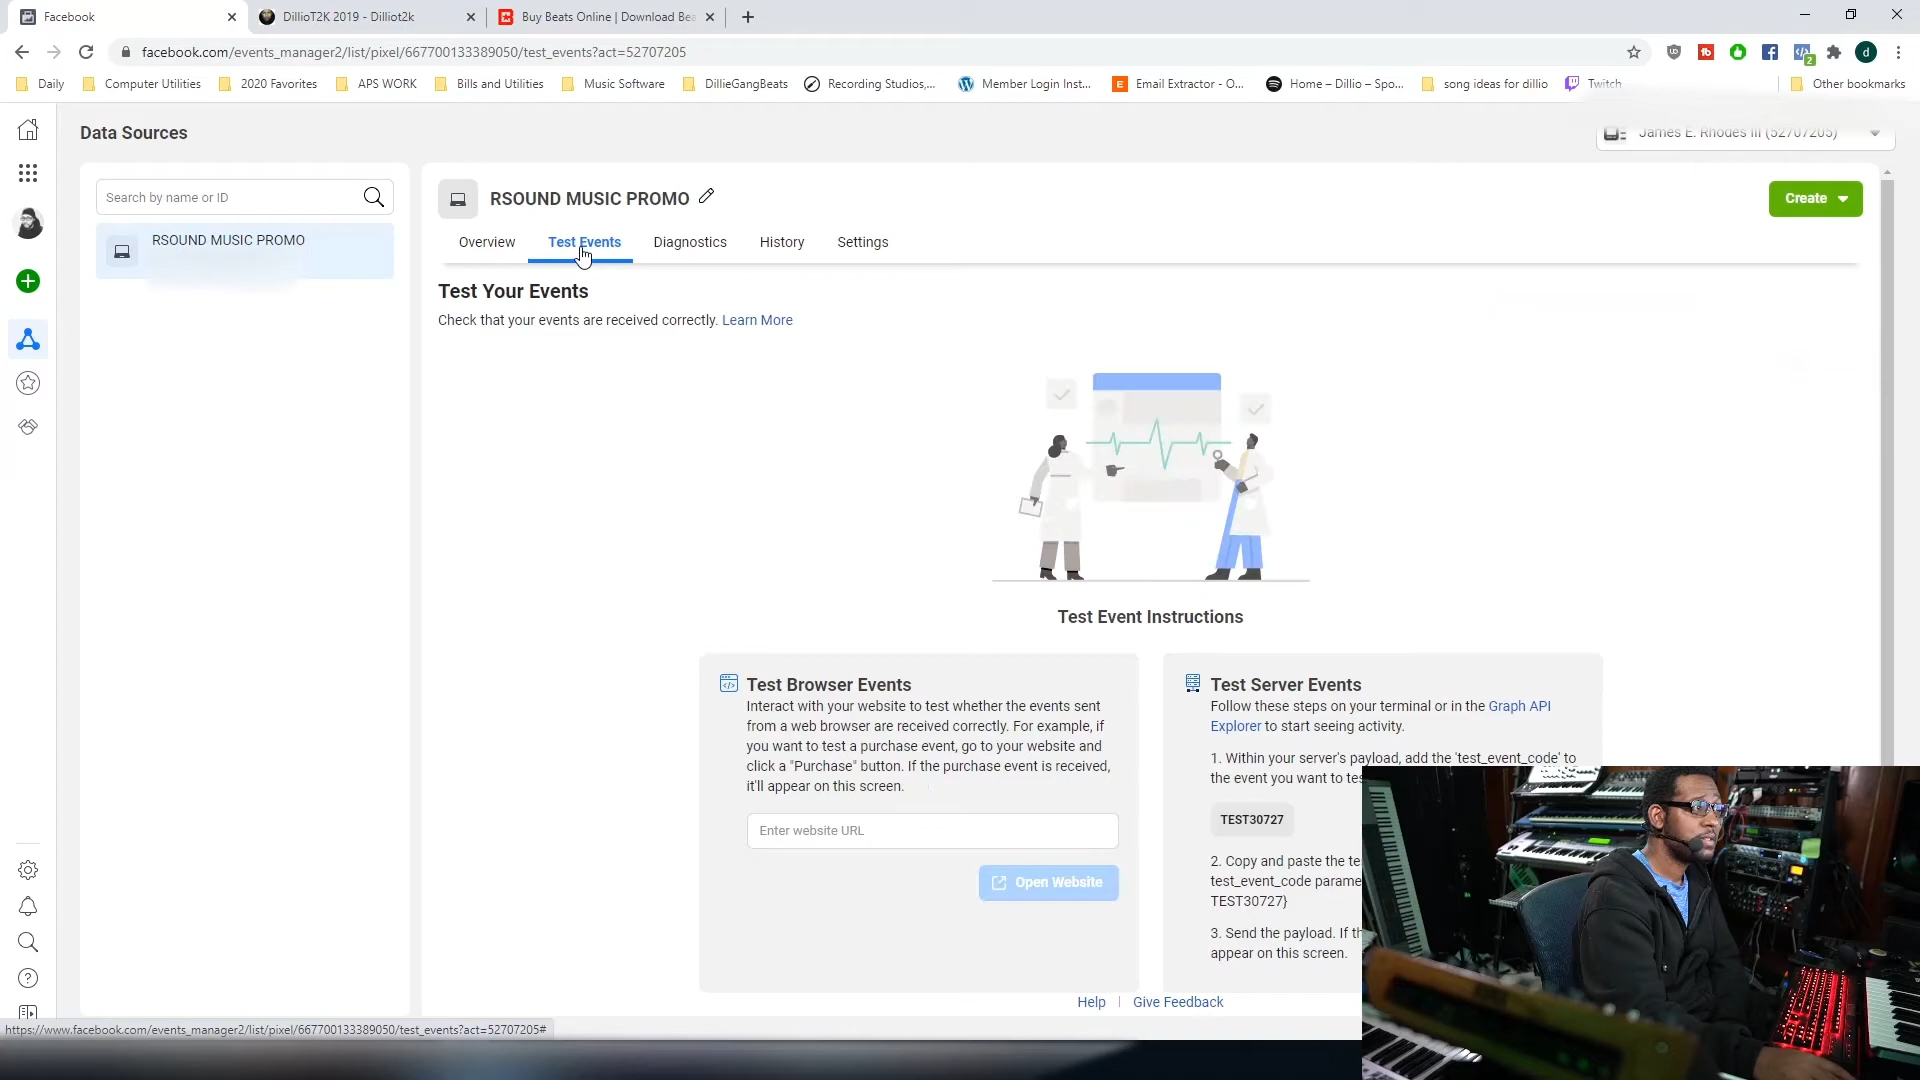 Facebook
DillioT2K 2019 - Dilliot2k
Buy Beats Online | Download Bea
facebook.com/events_manager2/list/pixel/667700133389050/test_events?act=52707205
2
d
Daily
Computer Utilities
2020 Favorites
APS WORK
Bills and Utilities
Music Software
DillieGangBeats
Recording Studios,...
Member Login Inst...
Email Extractor - O...
Home – Dillio – Spo...
song ideas for dillio
Twitch
Other bookmarks
Data Sources
James E. Rhodes III (52707205)
Search by name or ID
RSOUND MUSIC PROMO
RSOUND MUSIC PROMO
Create
Overview
Test Events
Diagnostics
History
Settings
Test Your Events
Check that your events are received correctly. Learn More
Test Event Instructions
Test Browser Events
Interact with your website to test whether the events sent
from a web browser are received correctly. For example, if
you want to test a purchase event, go to your website and
click a "Purchase" button. If the purchase event is received,
it'll appear on this screen.
Enter website URL
Open Website
Test Server Events
Follow these steps on your terminal or in the Graph API
Explorer to start seeing activity.
1. Within your server's payload, add the 'test_event_code' to
the event you want to tes
TEST30727
2. Copy and paste the te
test_event_code parame
TEST30727}
3. Send the payload. If th
appear on this screen.
Help
Give Feedback
https://www.facebook.com/events_manager2/list/pixel/667700133389050/test_events?act=52707205#